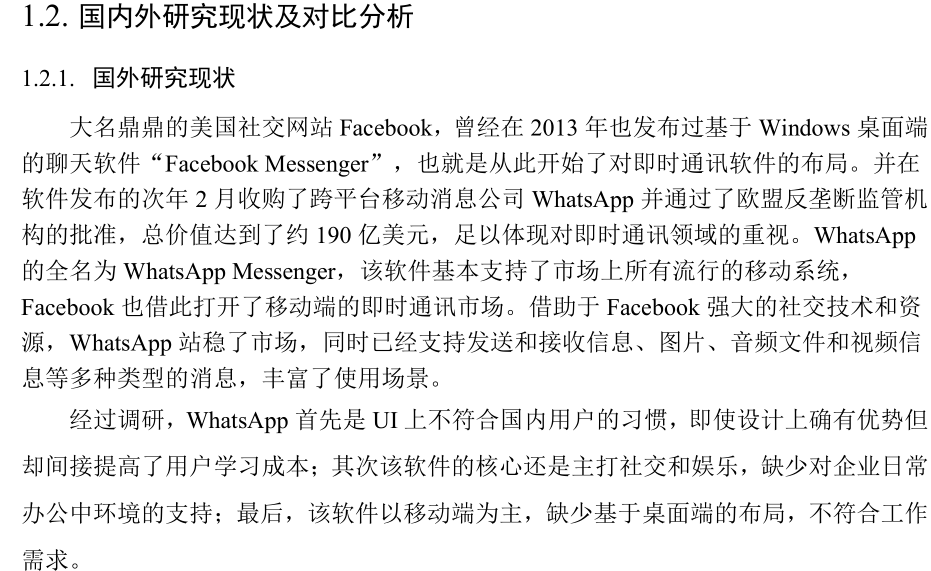 1.2. 国内外研究现状及对比分析
1.2.1. 国外研究现状
大名鼎鼎的美国社交网站 Facebook，曾经在 2013 年也发布过基于 Windows 桌面端
的聊天软件“Facebook Messenger”，也就是从此开始了对即时通讯软件的布局。并在
软件发布的次年 2 月收购了跨平台移动消息公司 WhatsApp 并通过了欧盟反垄断监管机
构的批准，总价值达到了约 190 亿美元，足以体现对即时通讯领域的重视。WhatsApp
的全名为 WhatsApp Messenger，该软件基本支持了市场上所有流行的移动系统，
Facebook 也借此打开了移动端的即时通讯市场。借助于 Facebook 强大的社交技术和资
源，WhatsApp 站稳了市场，同时已经支持发送和接收信息、图片、音频文件和视频信
息等多种类型的消息，丰富了使用场景。
经过调研，WhatsApp 首先是 UI 上不符合国内用户的习惯，即使设计上确有优势但
却间接提高了用户学习成本；其次该软件的核心还是主打社交和娱乐，缺少对企业日常
办公中环境的支持；最后，该软件以移动端为主，缺少基于桌面端的布局，不符合工作
需求。